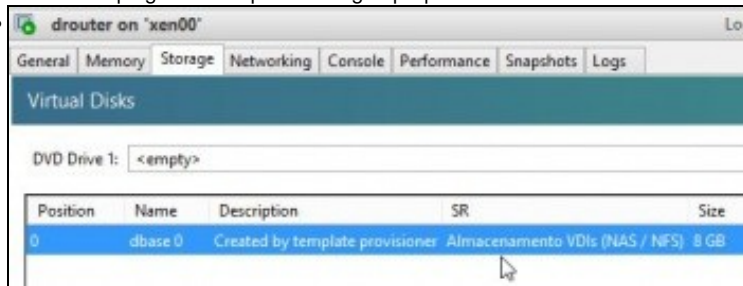 drouter on 'xen00'
General Memory Storage Networking Console Performance Snapshots Logs
Virtual Disks
DVD Drive 1: <empty>
Position Name Description SR Size
0 dbase 0 Created by template provisioner Almacenamento VDIs (NAS / NFS) 8 GB